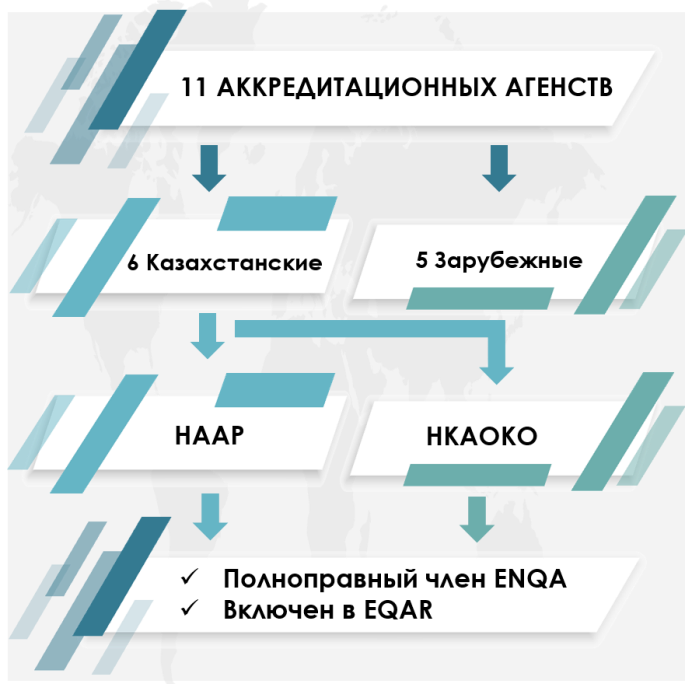 11 АККРЕДИТАЦИОННЫХ АГЕНСТВ
6 Казахстанские
5 Зарубежные
НААР
НКАОКО
✓ Полноправный член ENQA
✓ Включен в EQAR